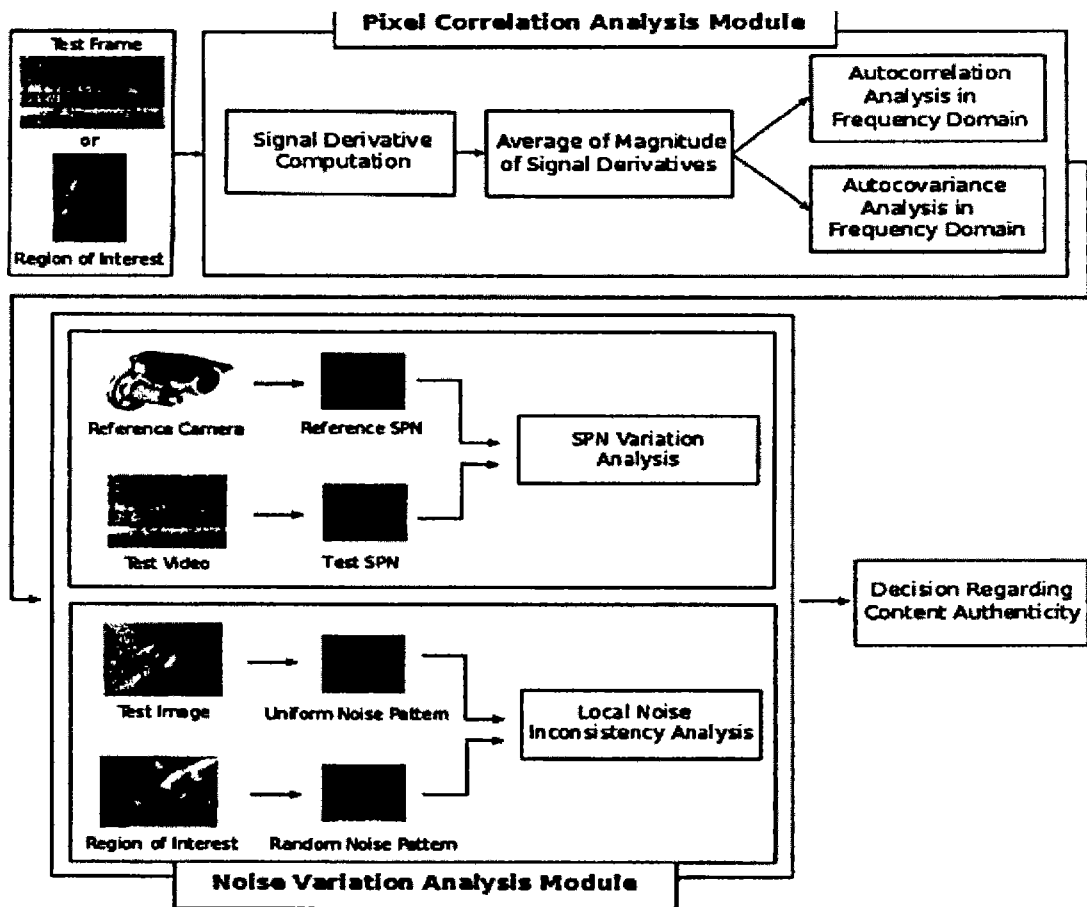 Pixel Correlation Analysis Module
Test Frame
or
Region of Interest
Signal Derivative
Computation
Average of Magnitude
of Signal Derivatives
Autocorrelation
Analysis in
Frequency Domain
Autocovariance
Analysis in
Frequency Domain
Reference Camera
Reference SPN
Test Video
Test SPN
SPN Variation
Analysis
Test Image
Uniform Noise Pattern
Region of Interest
Random Noise Pattern
Local Noise
Inconsistency Analysis
Decision Regarding
Content Authenticity
Noise Variation Analysis Module